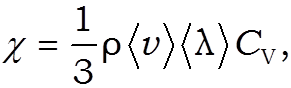 χ = 1/3 ρ⟨v⟩⟨λ⟩C_V,